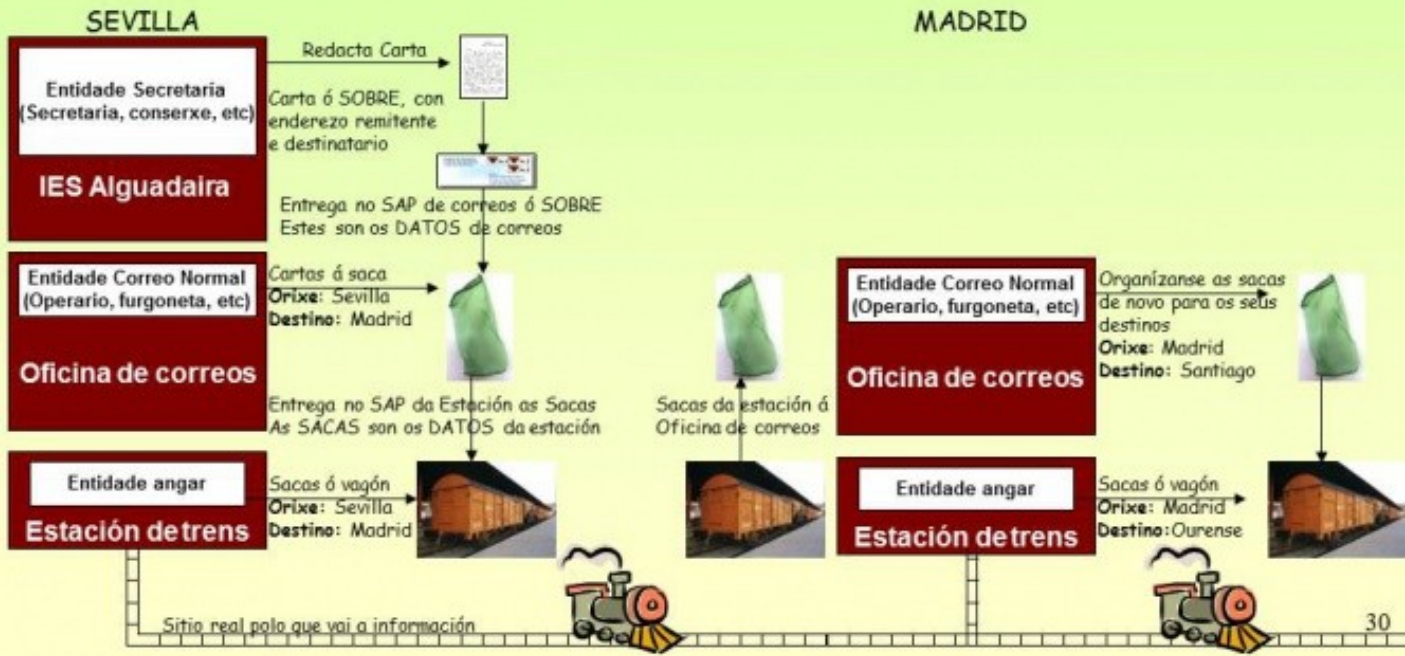 SEVILLA
MADRID
Entidade Secretaria
(Secretaria, conserxe, etc)
IES Alguadaira
Redacta Carta
Carta ó SOBRE, con
enderezo remitente
e destinatario
Entrega no SAP de correos ó SOBRE
Estes son os DATOS de correos
Entidade Correo Normal
(Operario, furgoneta, etc)
Oficina de correos
Cartas á saca
Orixe: Sevilla
Destino: Madrid
Entrega no SAP da Estación as Sacas
As SACAS son os DATOS da estación
Entidade angar
Estación de trens
Sacas ó vagón
Orixe: Sevilla
Destino: Madrid
Sacas da estación á
Oficina de correos
Entidade Correo Normal
(Operario, furgoneta, etc)
Oficina de correos
Organízanse as sacas
de novo para os seus
destinos
Orixe: Madrid
Destino: Santiago
Entidade angar
Estación de trens
Sacas ó vagón
Orixe: Madrid
Destino:Ourense
Sitio real polo que vai a información
30